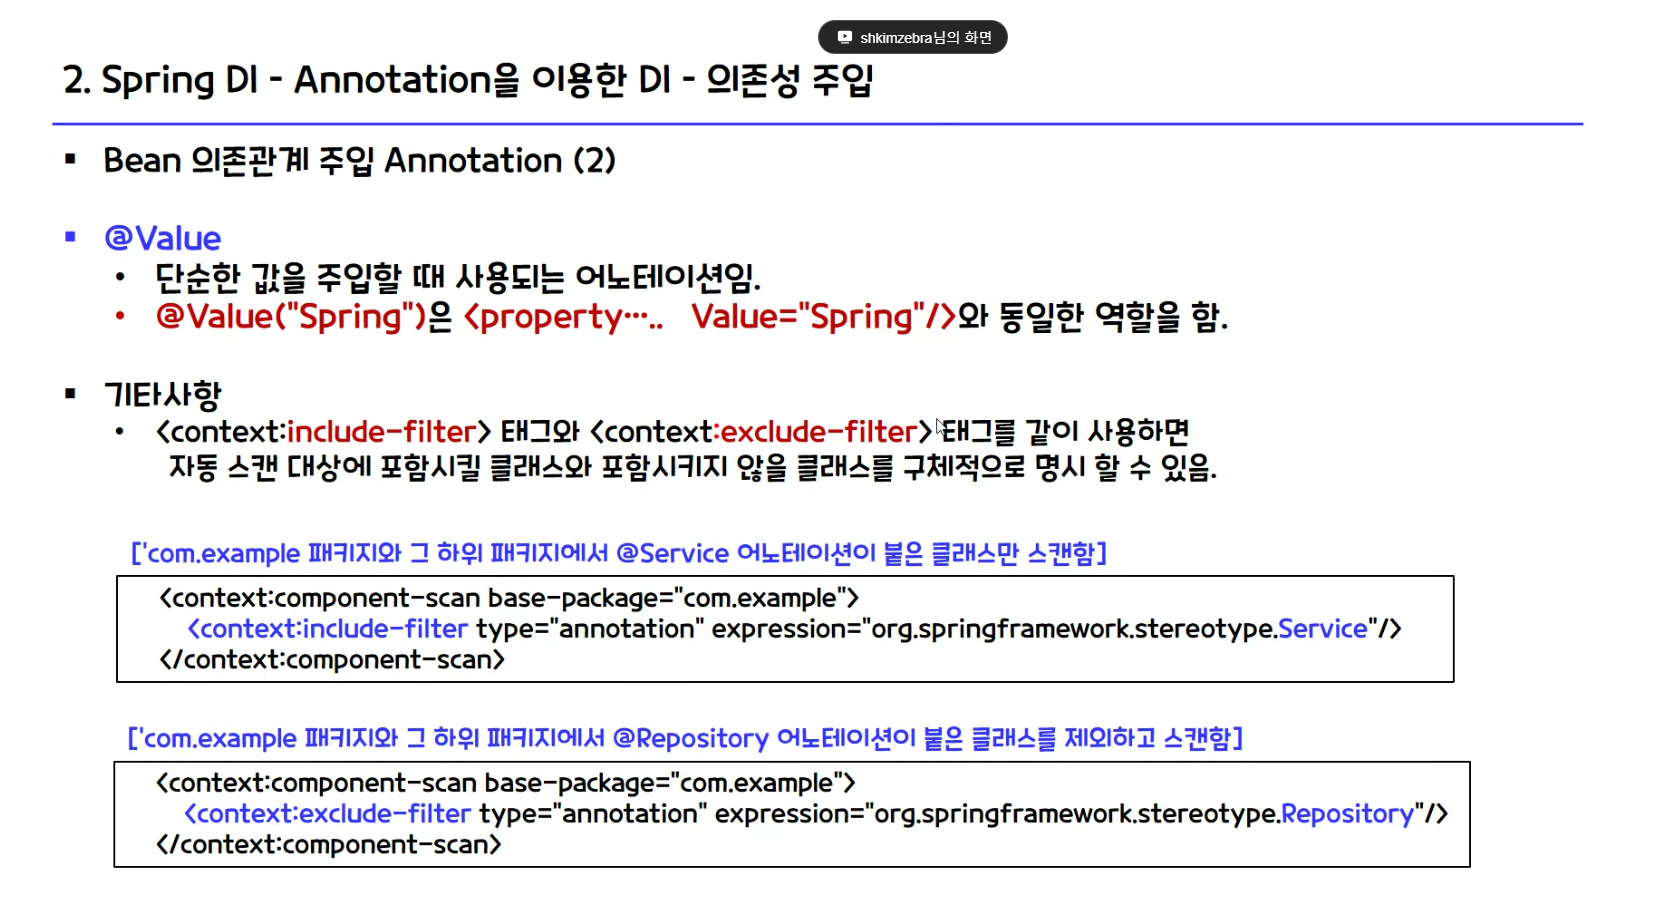 shkimzebra님의 화면
2. Spring DI - Annotation을 이용한 DI - 의존성 주입
▪ Bean 의존관계 주입 Annotation (2)
▪ @Value
• 단순한 값을 주입할 때 사용되는 어노테이션임.
• @Value("Spring")은 <property….. Value="Spring"/>와 동일한 역할을 함.
▪ 기타사항
• <context:include-filter> 태그와 <context:exclude-filter> 태그를 같이 사용하면
자동 스캔 대상에 포함시킬 클래스와 포함시키지 않을 클래스를 구체적으로 명시 할 수 있음.
['com.example 패키지와 그 하위 패키지에서 @Service 어노테이션이 붙은 클래스만 스캔함]
<context:component-scan base-package="com.example">
<context:include-filter type="annotation" expression="org.springframework.stereotype.Service"/>
</context:component-scan>
['com.example 패키지와 그 하위 패키지에서 @Repository 어노테이션이 붙은 클래스를 제외하고 스캔함]
<context:component-scan base-package="com.example">
<context:exclude-filter type="annotation" expression="org.springframework.stereotype.Repository"/>
</context:component-scan>